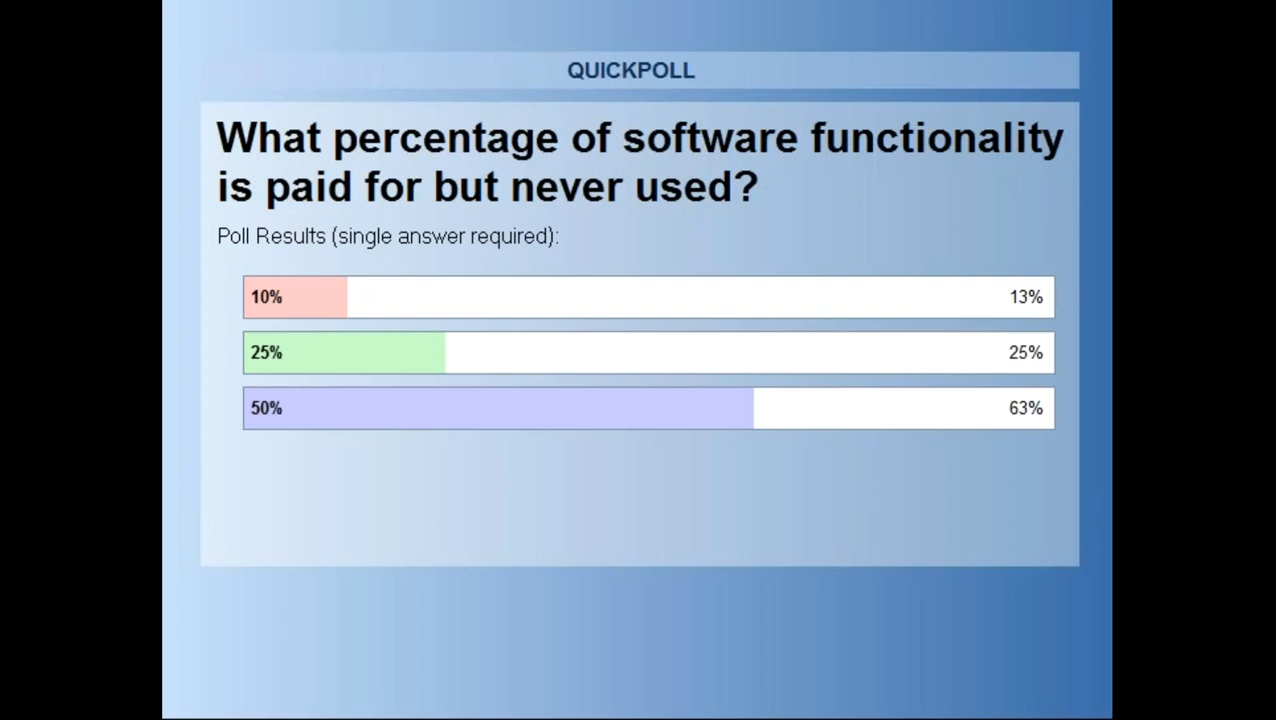 QUICKPOLL
What percentage of software functionality
is paid for but never used?
Poll Results (single answer required):
10% 13%
25% 25%
50% 63%